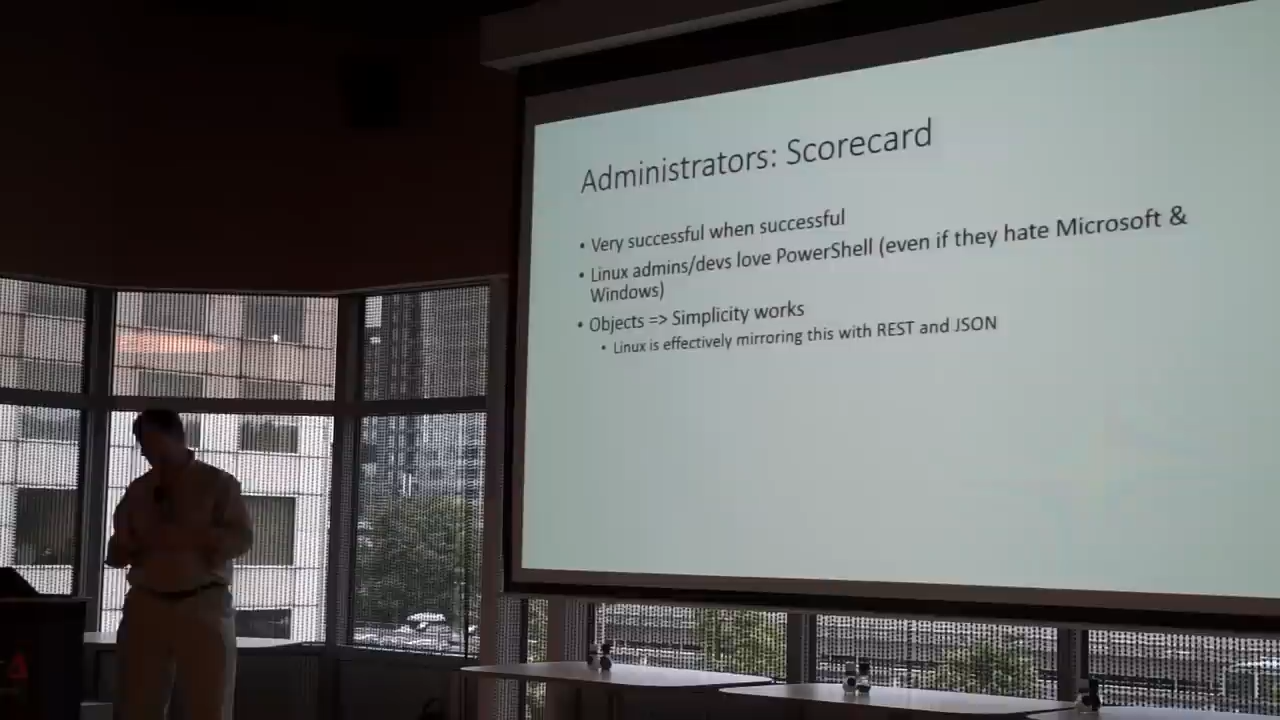 Administrators: Scorecard
• Very successful when successful
• Linux admins/devs love PowerShell (even if they hate Microsoft &
Windows)
• Objects => Simplicity works
• Linux is effectively mirroring this with REST and JSON